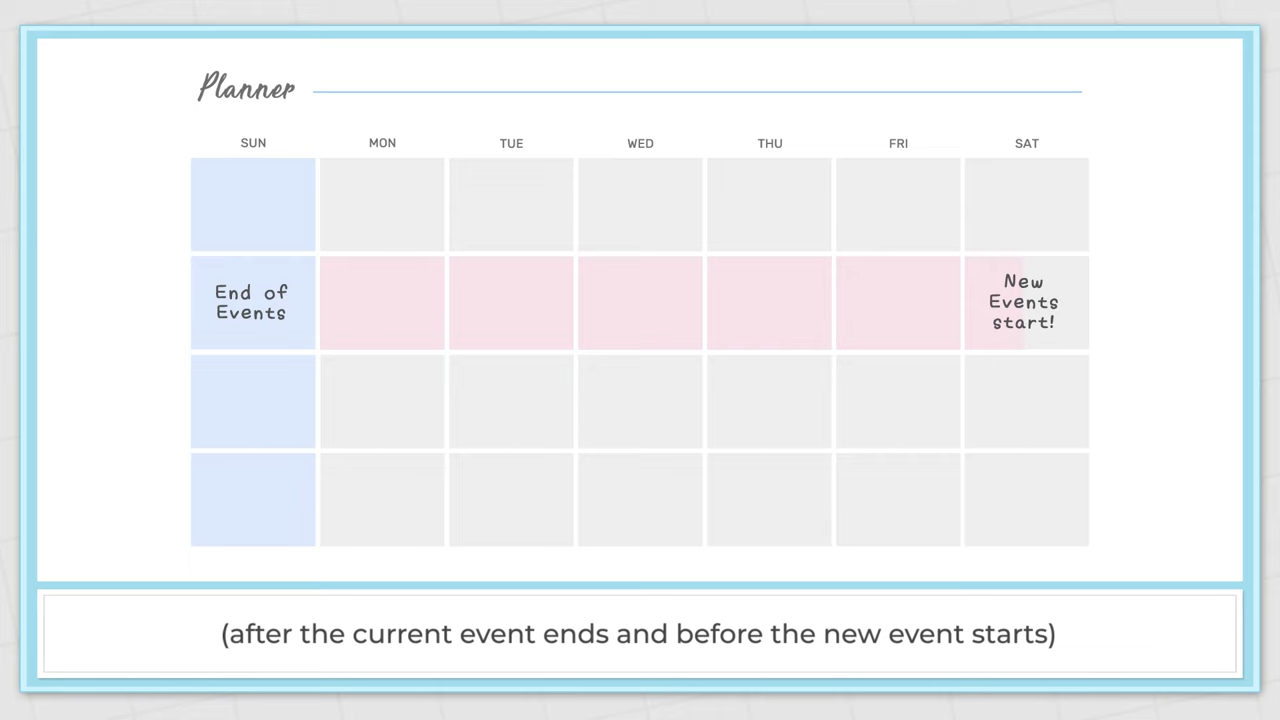 Planner
SUN MON TUE WED THU FRI SAT
End of
Events
New
Events
start!
(after the current event ends and before the new event starts)